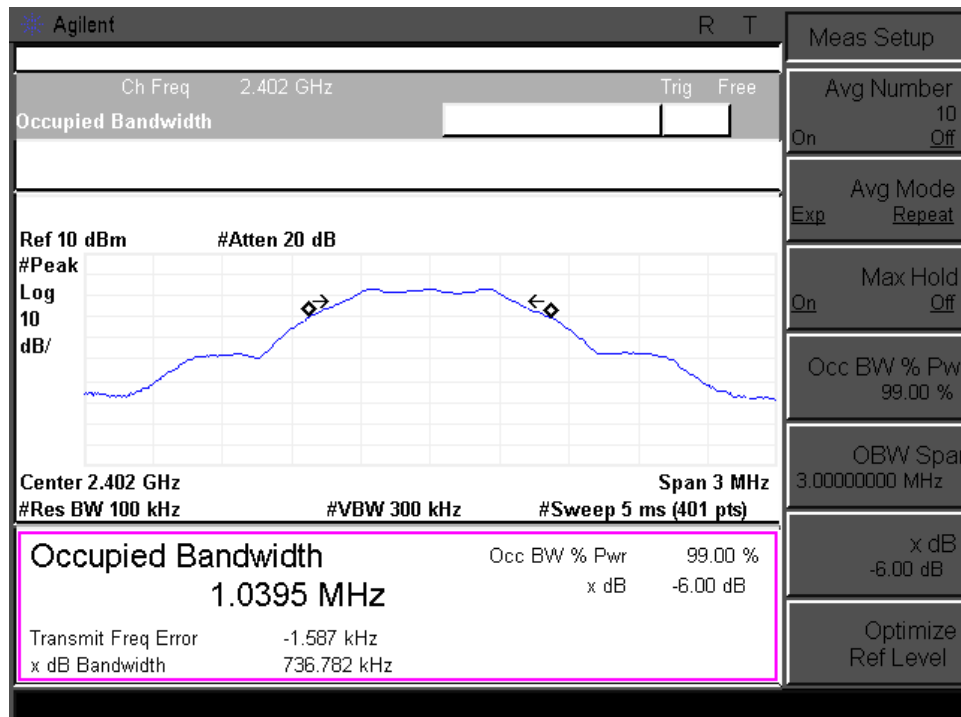 Agilent R T
Ch Freq 2.402 GHz Trig Free
Occupied Bandwidth
Ref 10 dBm #Atten 20 dB
#Peak
Log
10
dB/
Center 2.402 GHz Span 3 MHz
#Res BW 100 kHz #VBW 300 kHz #Sweep 5 ms (401 pts)
Occupied Bandwidth
1.0395 MHz
Occ BW % Pwr 99.00 %
x dB -6.00 dB
Transmit Freq Error -1.587 kHz
x dB Bandwidth 736.782 kHz
Meas Setup
Avg Number
10
On Off
Avg Mode
Exp Repeat
Max Hold
On Off
Occ BW % Pw
99.00 %
OBW Spa
3.00000000 MHz
x dB
-6.00 dB
Optimize
Ref Level